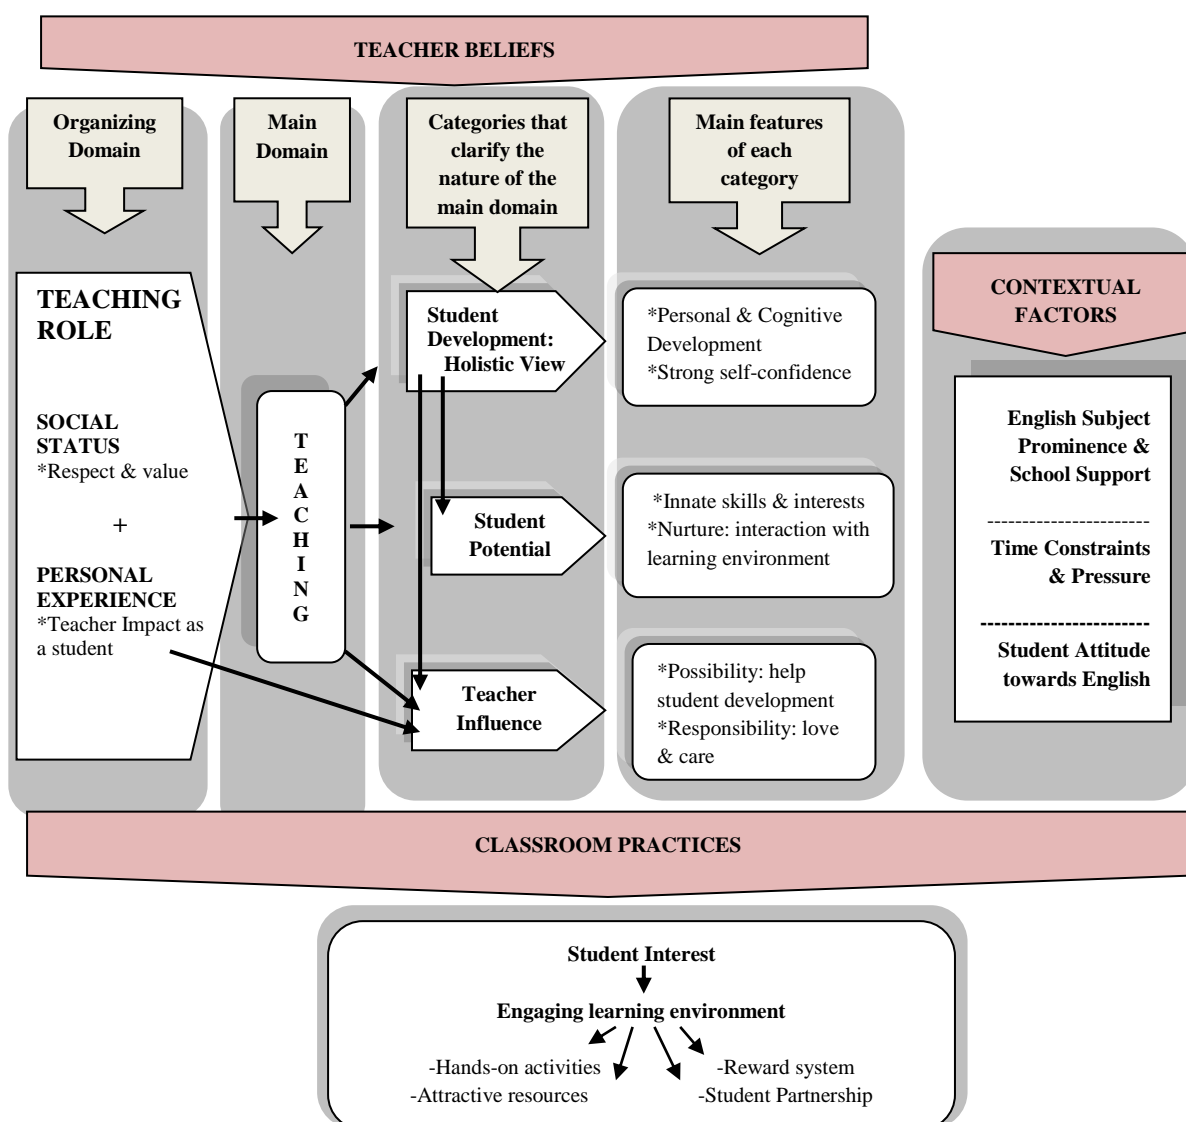 TEACHER BELIEFS
Organizing
Domain
Main
Domain
Categories that
clarify the
nature of the
main domain
Main features
of each
category
TEACHING
ROLE
SOCIAL
STATUS
*Respect & value
+
PERSONAL
EXPERIENCE
*Teacher Impact as
a student
T
E
A
C
H
I
N
G
Student
Development:
Holistic View
*Personal & Cognitive
Development
*Strong self-confidence
Student
Potential
*Innate skills & interests
*Nurture: interaction with
learning environment
Teacher
Influence
*Possibility: help
student development
*Responsibility: love
& care
CONTEXTUAL
FACTORS
English Subject
Prominence &
School Support
------------------------
Time Constraints
& Pressure
------------------------
Student Attitude
towards English
CLASSROOM PRACTICES
Student Interest
Engaging learning environment
-Hands-on activities
-Attractive resources
-Reward system
-Student Partnership